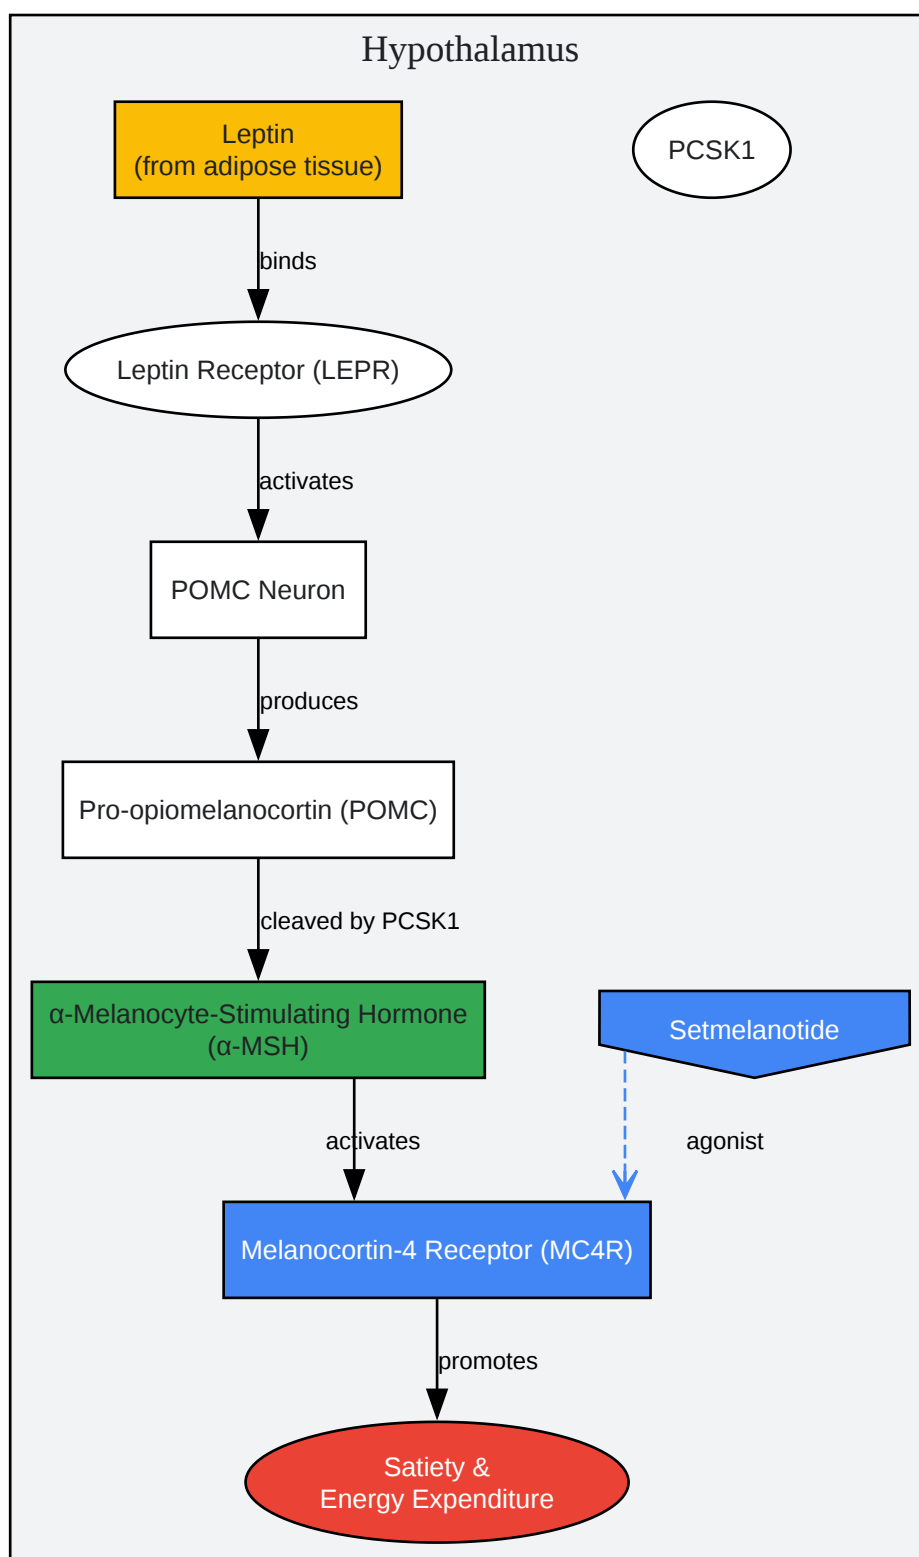 Hypothalamus
Leptin
(from adipose tissue)
PCSK1
binds
Leptin Receptor (LEPR)
activates
POMC Neuron
produces
Pro-opiomelanocortin (POMC)
cleaved by PCSK1
α-Melanocyte-Stimulating Hormone
(α-MSH)
Setmelanotide
activates
agonist
Melanocortin-4 Receptor (MC4R)
promotes
Satiety &
Energy Expenditure